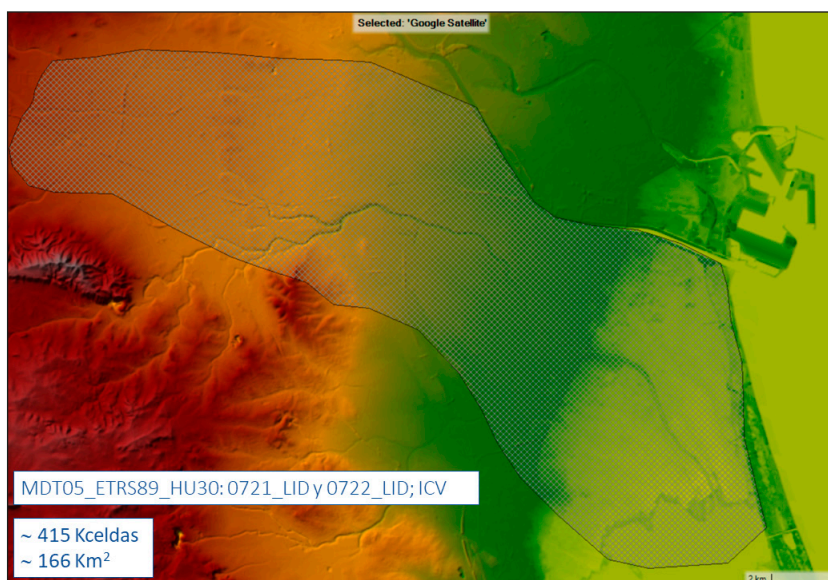 Selected: 'Google Satellite'
MDT05_ETRS89_HU30: 0721_LID y 0722_LID; ICV
~ 415 Kceldas
~ 166 Km²
2 km